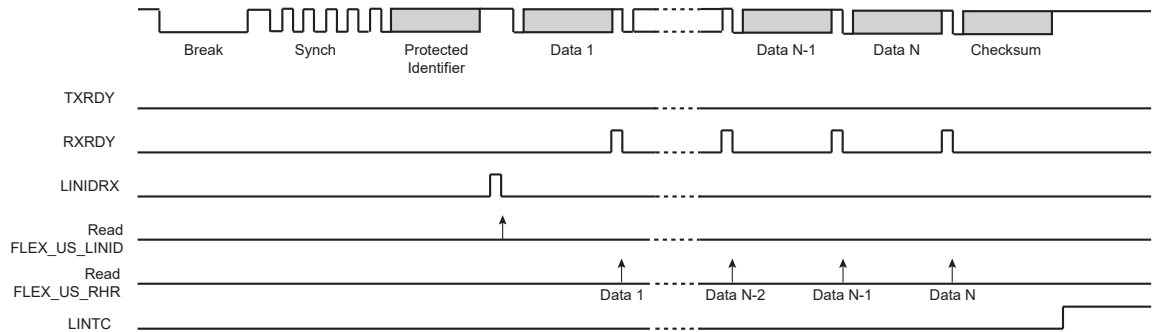 Break
Synch
Protected
Identifier
Data 1
Data N-1
Data N
Checksum
TXRDY
RXRDY
LINIDRX
Read
FLEX_US_LINID
Read
FLEX_US_RHR
Data 1
Data N-2
Data N-1
Data N
LINTC